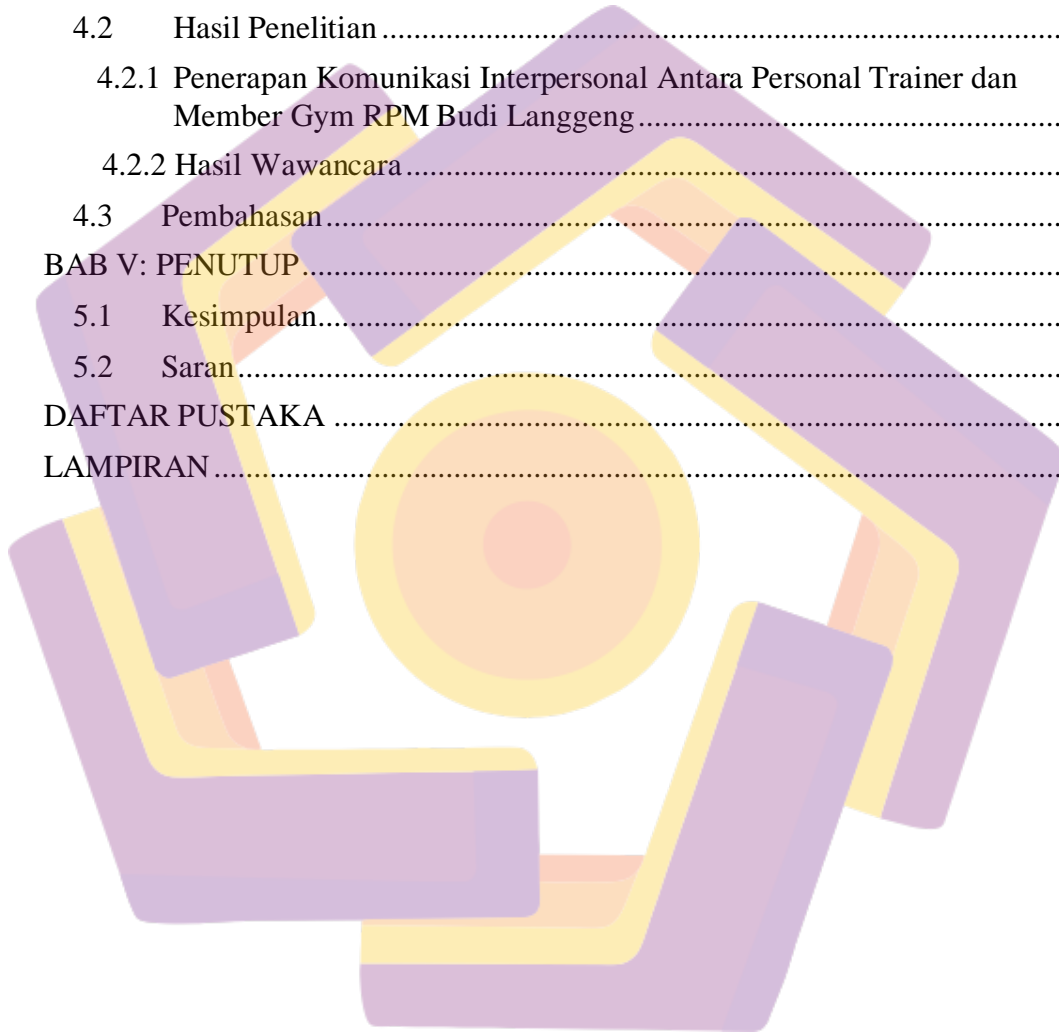 4.2 Hasil Penelitian ........................................................................
4.2.1 Penerapan Komunikasi Interpersonal Antara Personal Trainer dan
Member Gym RPM Budi Langgeng ............................................
4.2.2 Hasil Wawancara .....................................................................
4.3 Pembahasan ..............................................................................
BAB V: PENUTUP .............................................................................
5.1 Kesimpulan ...............................................................................
5.2 Saran ........................................................................................
DAFTAR PUSTAKA ..........................................................................
LAMPIRAN .......................................................................................